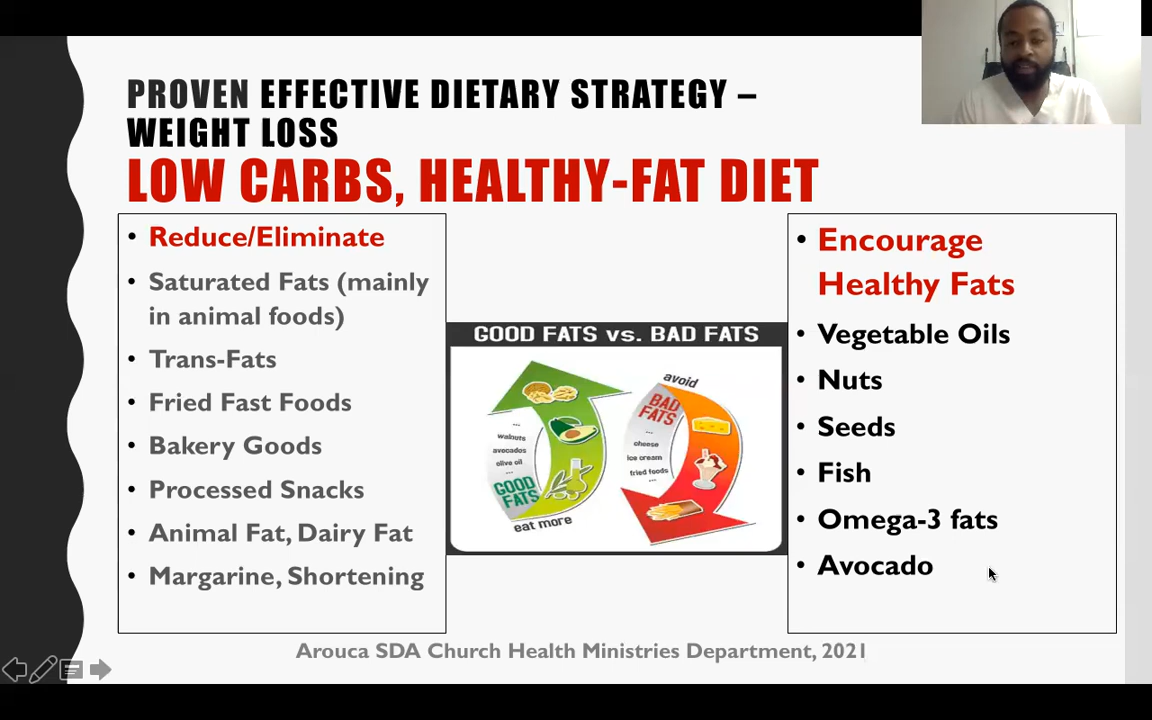 PROVEN EFFECTIVE DIETARY STRATEGY –
WEIGHT LOSS
LOW CARBS, HEALTHY-FAT DIET
• Reduce/Eliminate
• Saturated Fats (mainly
in animal foods)
• Trans-Fats
• Fried Fast Foods
• Bakery Goods
• Processed Snacks
• Animal Fat, Dairy Fat
• Margarine, Shortening
GOOD FATS vs. BAD FATS
...
walnuts
avocados
olive oil
...
GOOD
FATS
eat more
avoid
BAD
FATS
...
cheese
ice cream
fried foods
...
• Encourage
Healthy Fats
• Vegetable Oils
• Nuts
• Seeds
• Fish
• Omega-3 fats
• Avocado
Arouca SDA Church Health Ministries Department, 2021